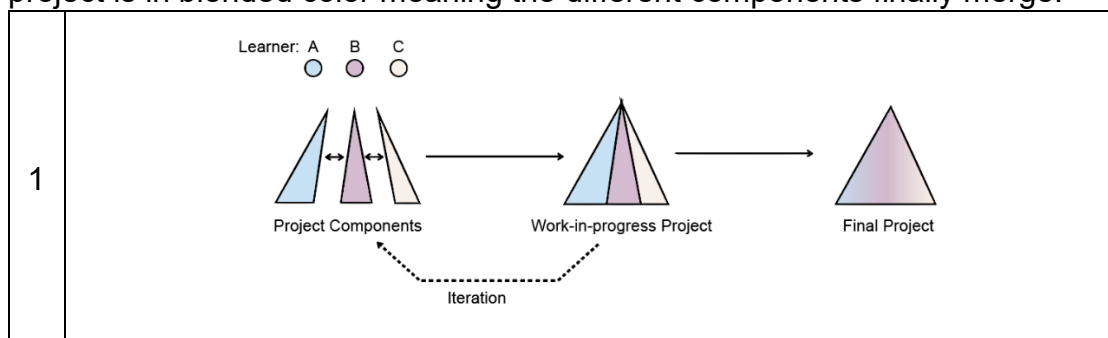 project is in blended color meaning the different components finally merge.
Learner: A B C
1
Project Components
Work-in-progress Project
Final Project
Iteration